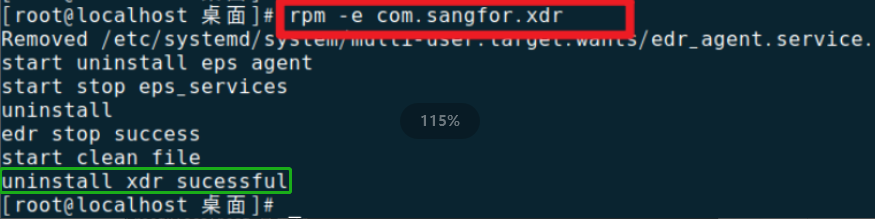 [root@localhost 桌面]# rpm -e com.sangfor.xdr
Removed /etc/systemd/system/multi-user.target.wants/edr_agent.service.
start uninstall eps agent
start stop eps_services
uninstall
edr stop success
115%
start clean file
uninstall xdr sucessful
[root@localhost 桌面]#